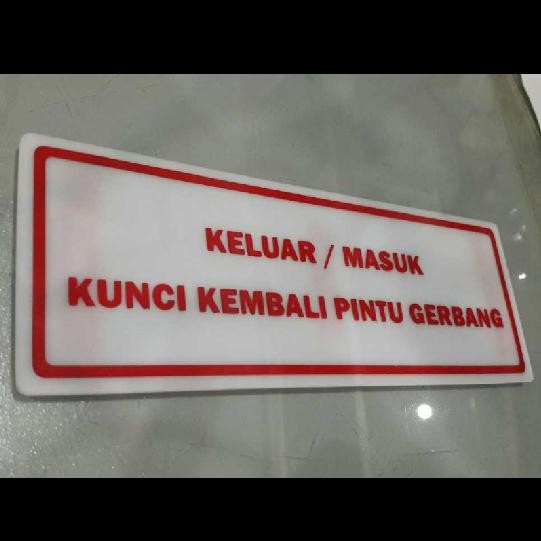 KELUAR / MASUK
KUNCI KEMBALI PINTU GERBANG